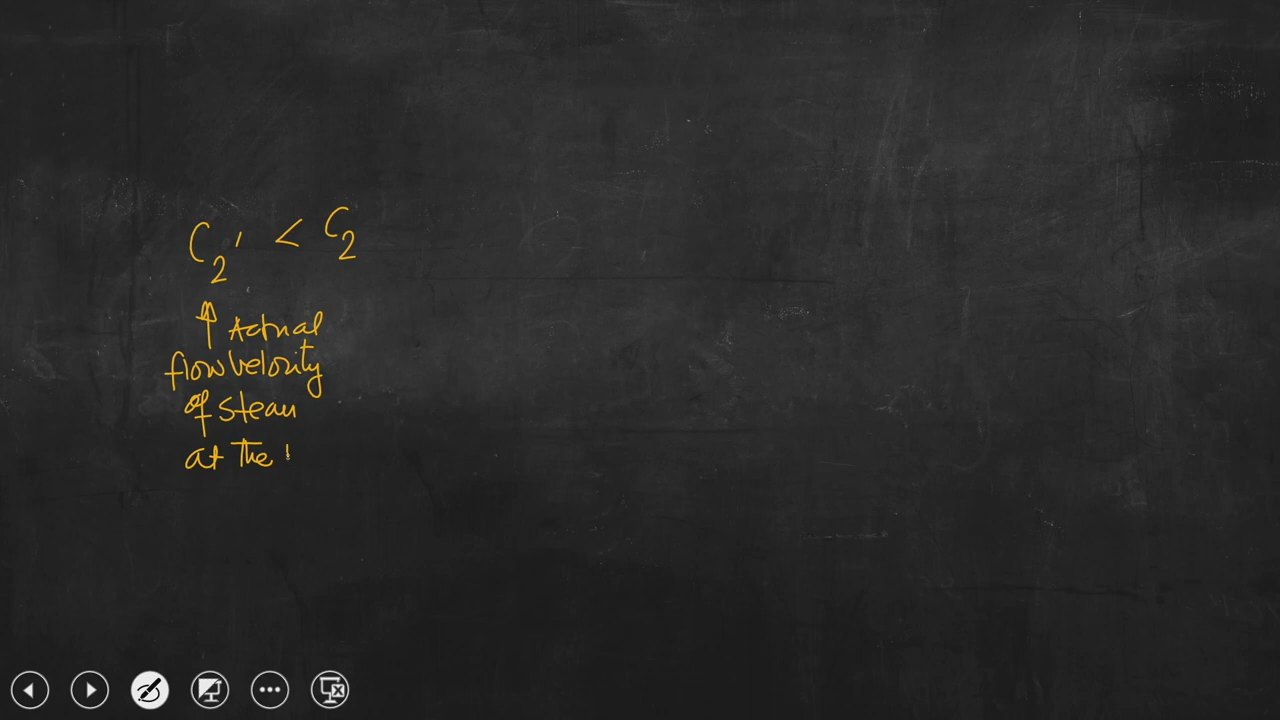 C₂' < C₂
↑ Actual
flow velocity
of steam
at the